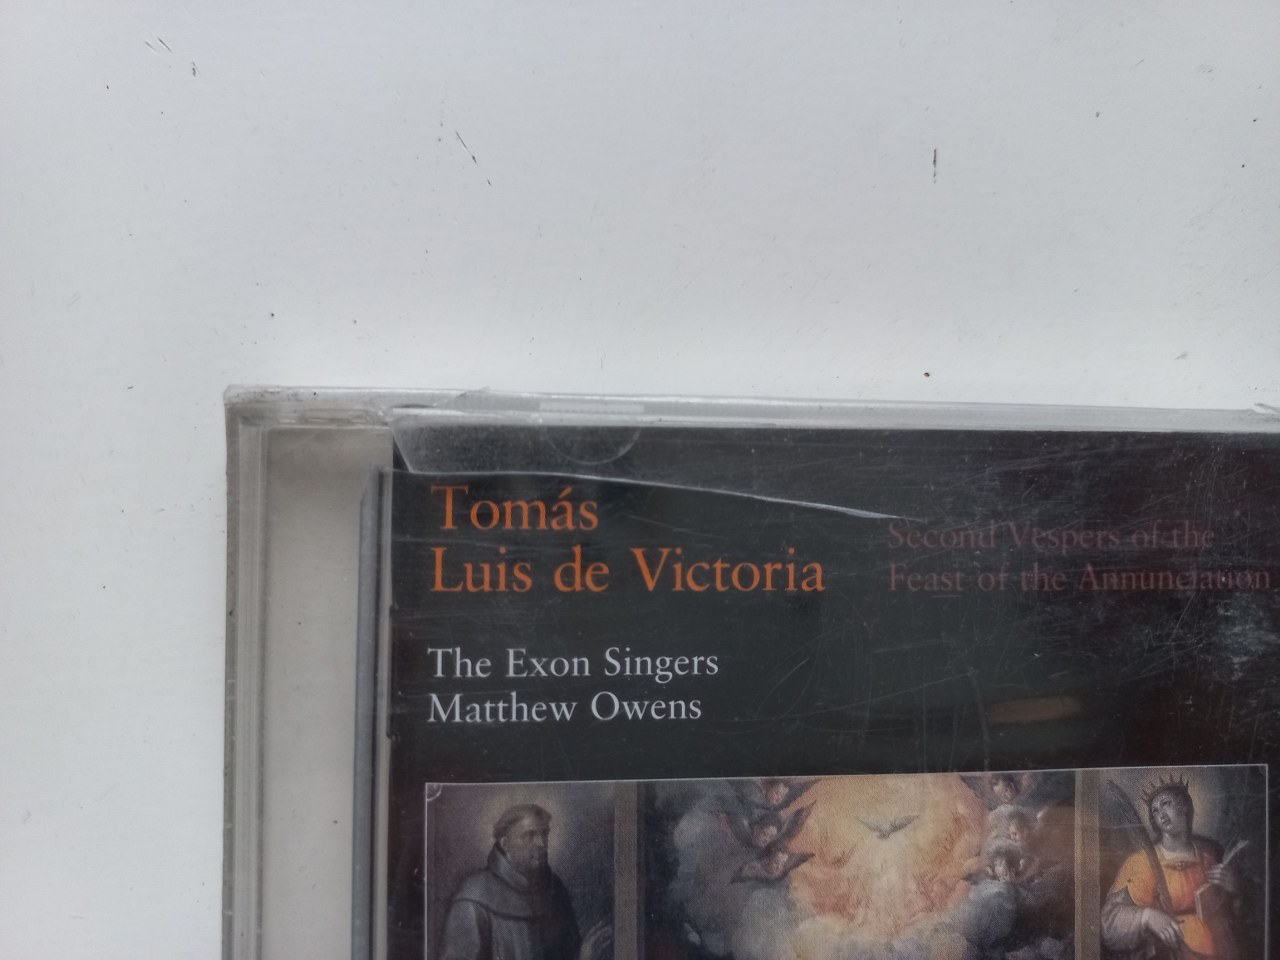 Tomás
Luis de Victoria
Second Vespers of the
Feast of the Annunciation
The Exon Singers
Matthew Owens